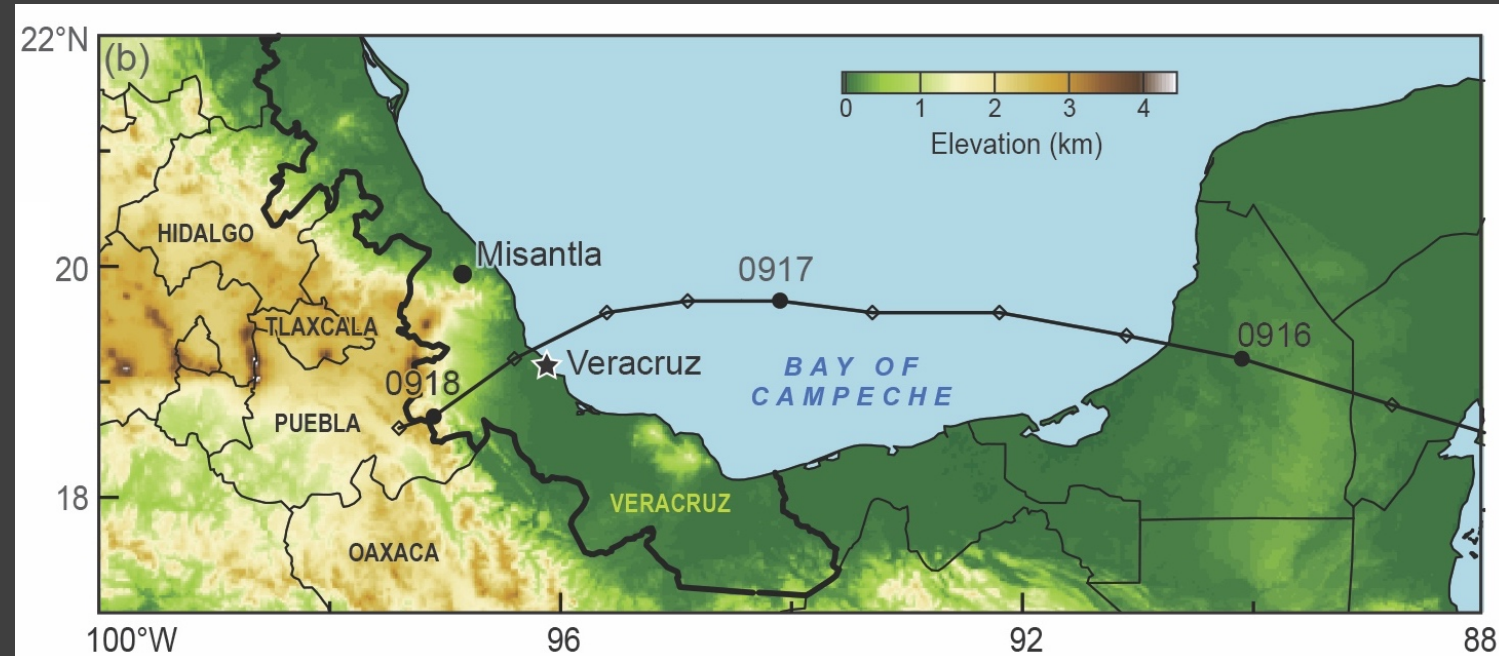 22°N
(b)
0 1 2 3 4
Elevation (km)
HIDALGO
Misantla
20
0917
TLAXCALA
0916
Veracruz
BAY OF
CAMPECHE
0918
PUEBLA
18
VERACRUZ
OAXACA
100°W 96 92 88